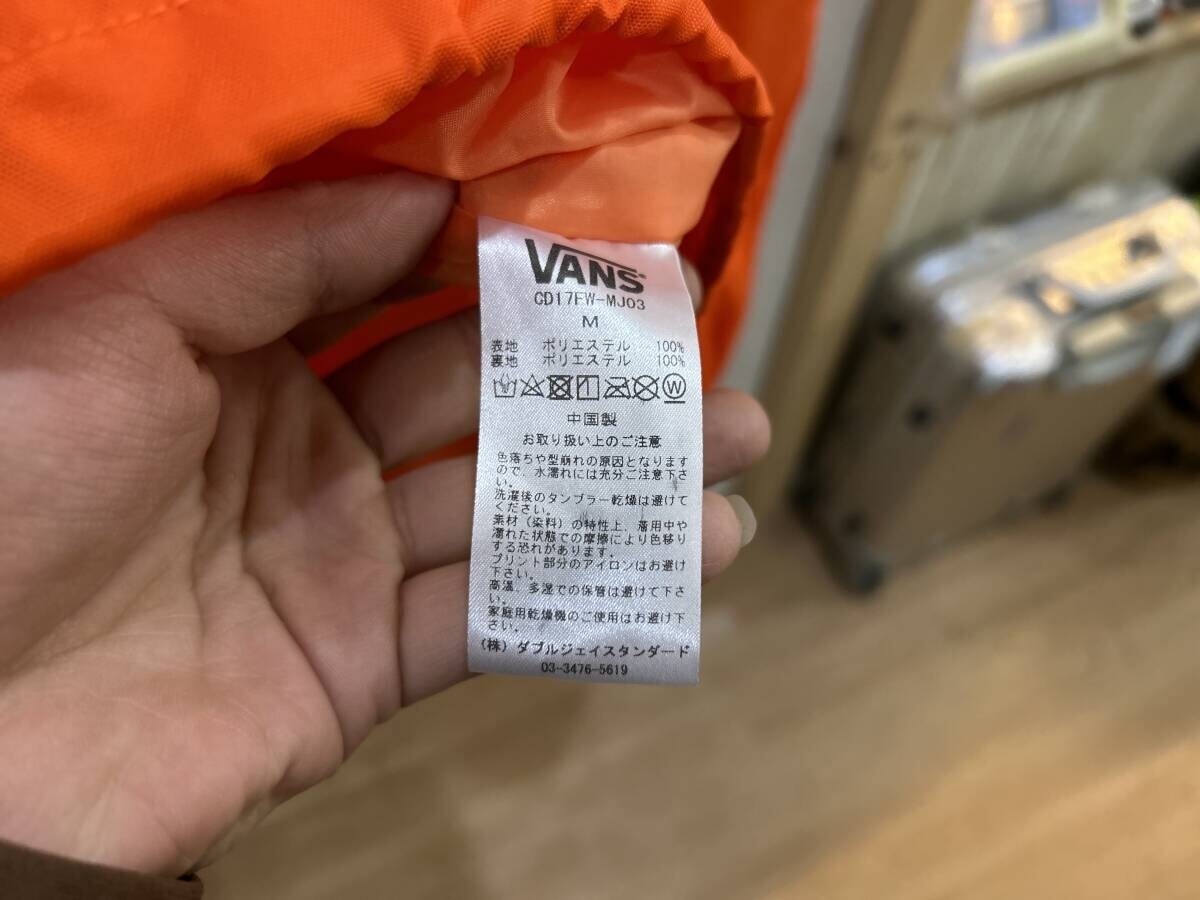 VANS
CD17FW-MJ03
M
表地 ポリエステル 100%
裏地 ポリエステル 100%
W
中国製
お取り扱い上のご注意
色落ちや型崩れの原因となります
ので、水濡れには充分ご注意下さ
い。
洗濯後のタンブラー乾燥は避けて
ください。
素材（染料）の特性上、着用中や
濡れた状態での摩擦により色移り
する恐れがあります。
プリント部分のアイロンはお避け
下さい。
高温、多湿での保管は避けて下さ
い。
家庭用乾燥機のご使用はお避け下
さい。
（株）ダブルジェイスタンダード
03-3476-5619